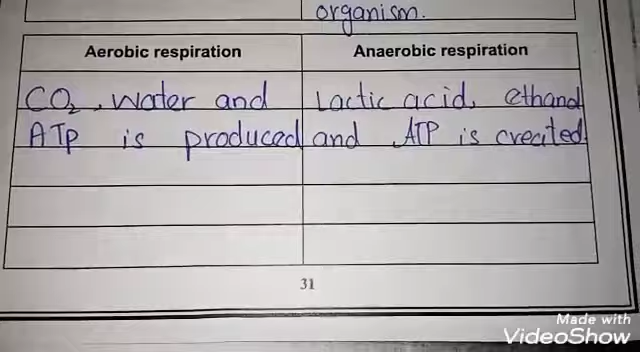 organism.
Aerobic respiration Anaerobic respiration
CO2, water and Lactic acid, ethanol
ATP is produced and ATP is created.
31
Made with
VideoShow